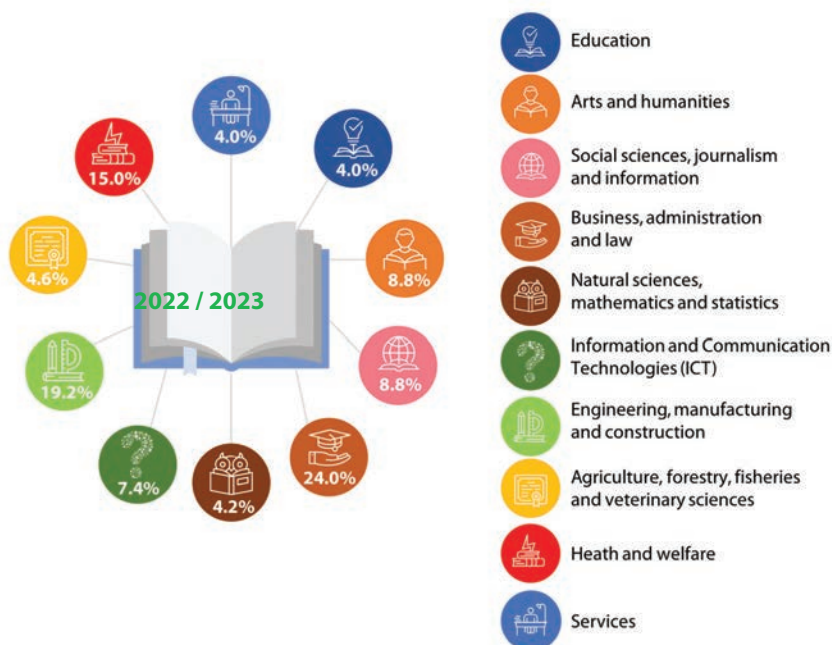 4.0%
4.0%
15.0%
4.6%
8.8%
2022 / 2023
19.2%
8.8%
7.4%
4.2%
24.0%
Education
Arts and humanities
Social sciences, journalism
and information
Business, administration
and law
Natural sciences,
mathematics and statistics
Information and Communication
Technologies (ICT)
Engineering, manufacturing
and construction
Agriculture, forestry, fisheries
and veterinary sciences
Heath and welfare
Services